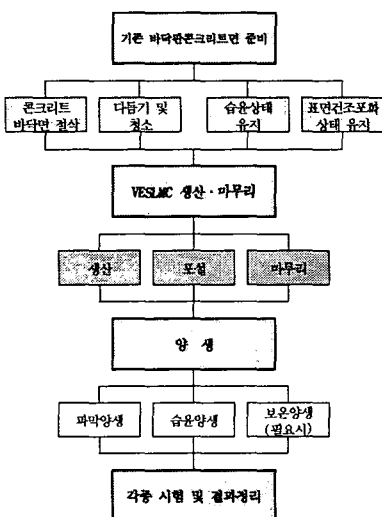 기존 바닥판콘크리트면 준비
콘크리트
바닥면 절삭
다듬기 및
청소
습윤상태
유지
표면건조포화
상태 유지
VESLMC 생산·마무리
생산
포설
마무리
양 생
피막양생
습윤양생
보온양생
(필요시)
각종 시험 및 결과정리